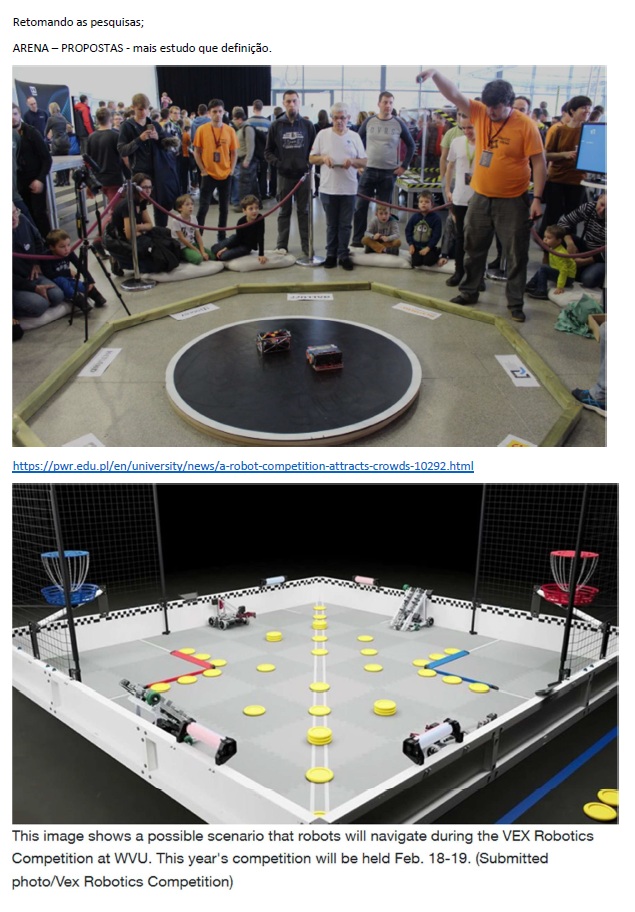 Retomando as pesquisas;
ARENA – PROPOSTAS - mais estudo que definição.
https://pwr.edu.pl/en/university/news/a-robot-competition-attracts-crowds-10292.html
This image shows a possible scenario that robots will navigate during the VEX Robotics
Competition at WVU. This year's competition will be held Feb. 18-19. (Submitted
photo/Vex Robotics Competition)